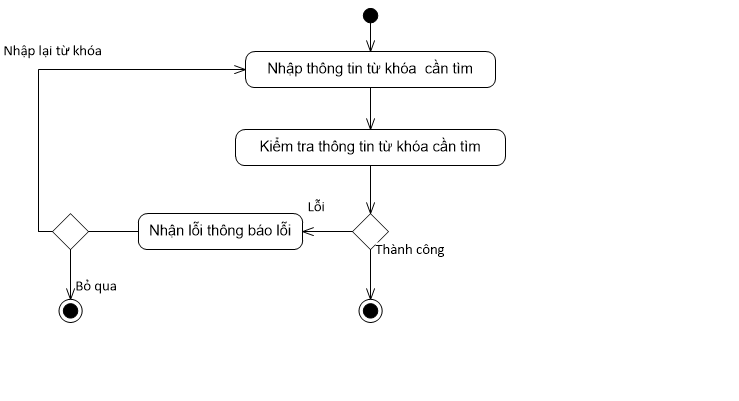 Nhập lại từ khóa
Nhập thông tin từ khóa cần tìm
Kiểm tra thông tin từ khóa cần tìm
Lỗi
Nhận lỗi thông báo lỗi
Thành công
Bỏ qua